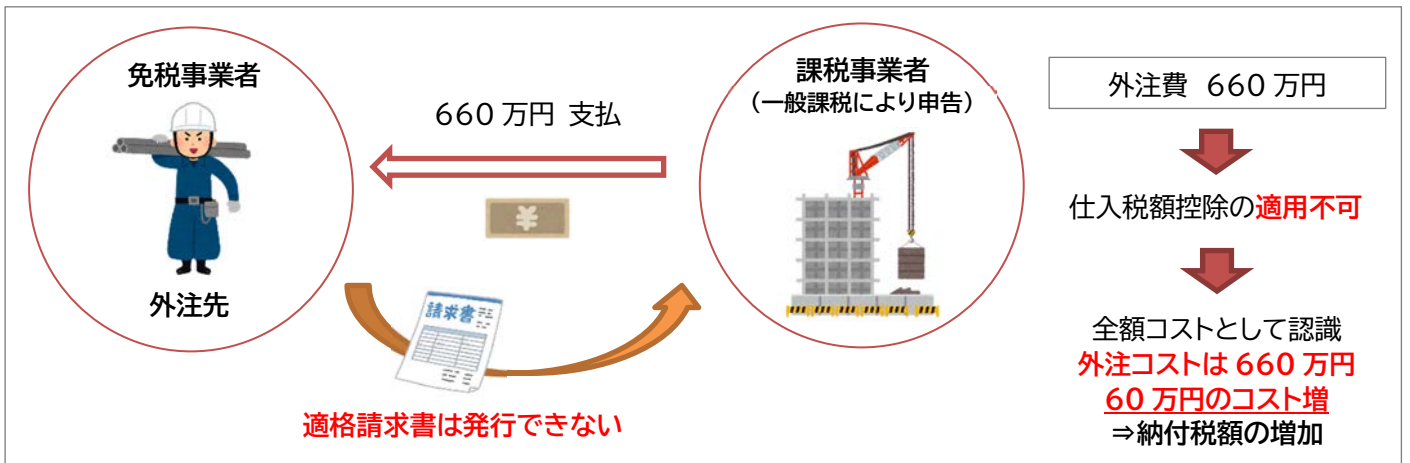 免税事業者
外注先
660 万円 支払
¥
請求書
適格請求書は発行できない
課税事業者
（一般課税により申告）
外注費 660 万円
仕入税額控除の適用不可
全額コストとして認識
外注コストは 660 万円
60 万円のコスト増
⇒納付税額の増加